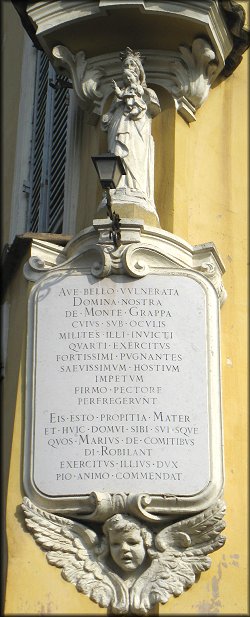 AVE · BELLO · VVLNERATA
DOMINA · NOSTRA
DE · MONTE · GRAPPA
CVIVS · SVB · OCVLIS
MILITES · ILLI · INVICTI
QVARTI · EXERCITVS
FORTISSIMI · PVGNANTES
SAEVISSIMVM · HOSTIVM
IMPETVM
FIRMO · PECTORE
PERFREGERVNT
EIS · ESTO · PROPITIA · MATER
ET · HVIC · DOMVI · SIBI · SVISQVE
QVOS · MARIVS · DE · COMITIBVS
DI · ROBILANT
EXERCITVS · ILLIVS · DVX
PIO · ANIMO · COMMENDAT